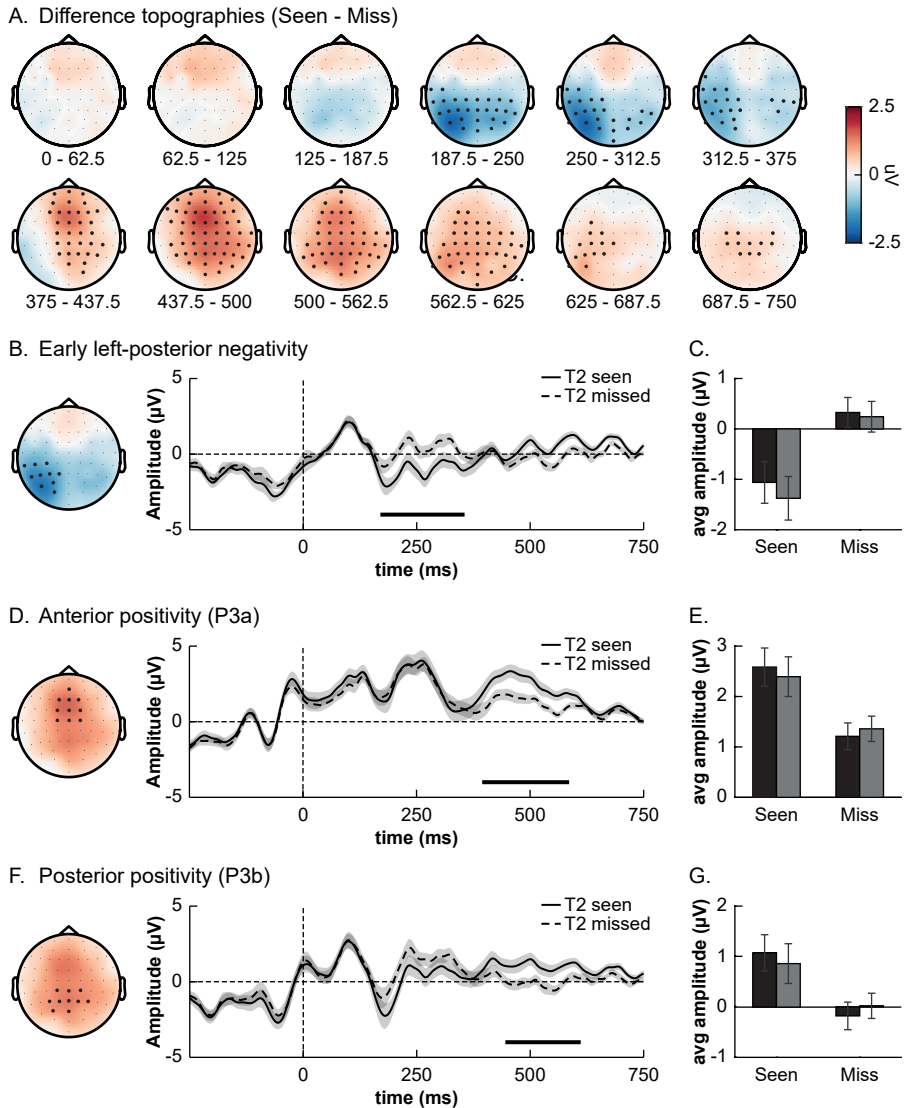 A. Difference topographies (Seen - Miss)
0 - 62.5 62.5 - 125 125 - 187.5 187.5 - 250 250 - 312.5 312.5 - 375
2.5
0
-2.5
µV
375 - 437.5 437.5 - 500 500 - 562.5 562.5 - 625 625 - 687.5 687.5 - 750
B. Early left-posterior negativity
Amplitude (µV)
5
0
-5
T2 seen
T2 missed
0 250 500 750
time (ms)
C.
avg amplitude (µV)
1
0
-1
-2
Seen Miss
D. Anterior positivity (P3a)
Amplitude (µV)
5
0
-5
T2 seen
T2 missed
0 250 500 750
time (ms)
E.
avg amplitude (µV)
3
2
1
0
Seen Miss
F. Posterior positivity (P3b)
Amplitude (µV)
5
0
-5
T2 seen
T2 missed
0 250 500 750
time (ms)
G.
avg amplitude (µV)
2
1
0
-1
Seen Miss